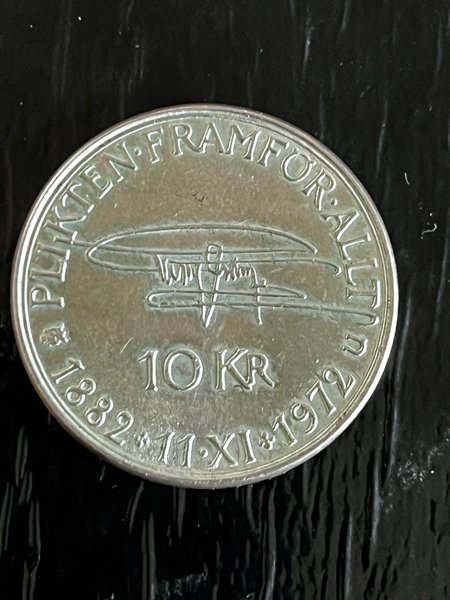 PLIKTEN·FRAMFÖR·ALLT
U
10 KR
1882 * 11·XI * 1972